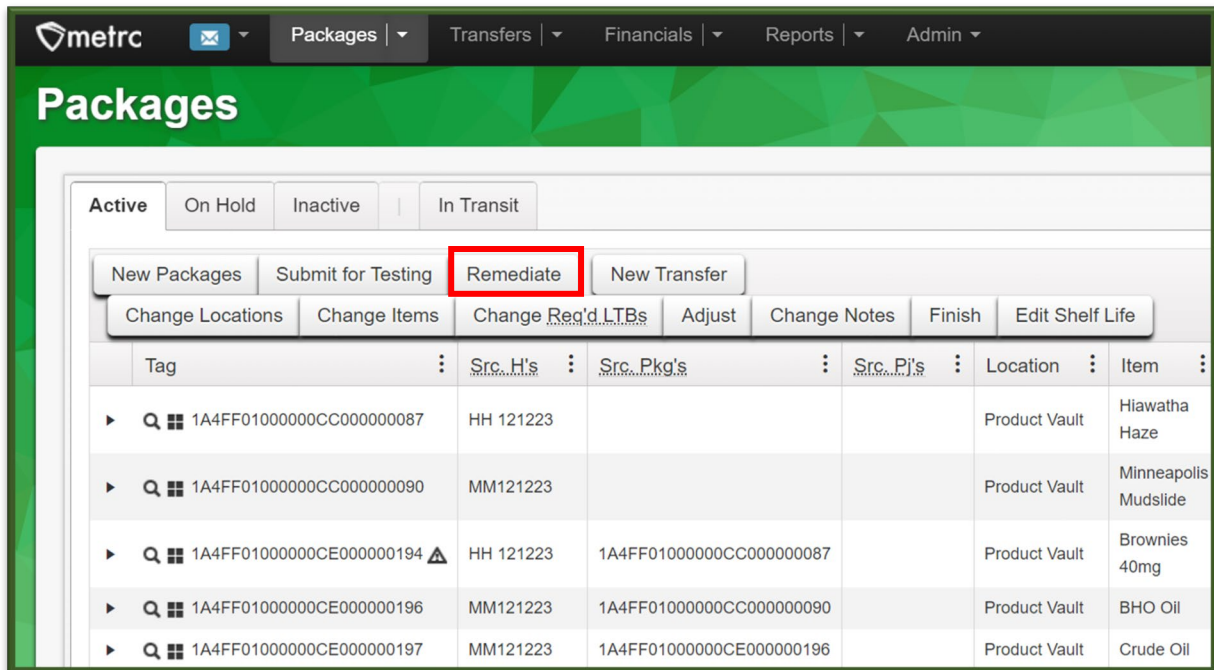 metrc Packages Transfers Financials Reports Admin
Packages
Active On Hold Inactive | In Transit
New Packages Submit for Testing Remediate New Transfer
Change Locations Change Items Change Req'd LTBs Adjust Change Notes Finish Edit Shelf Life
Tag Src. H's Src. Pkg's Src. Pj's Location Item
1A4FF01000000CC000000087 HH 121223 Product Vault Hiawatha
Haze
1A4FF01000000CC000000090 MM121223 Product Vault Minneapolis
Mudslide
1A4FF01000000CE000000194 HH 121223 1A4FF01000000CC000000087 Product Vault Brownies
40mg
1A4FF01000000CE000000196 MM121223 1A4FF01000000CC000000090 Product Vault BHO Oil
1A4FF01000000CE000000197 MM121223 1A4FF01000000CE000000196 Product Vault Crude Oil